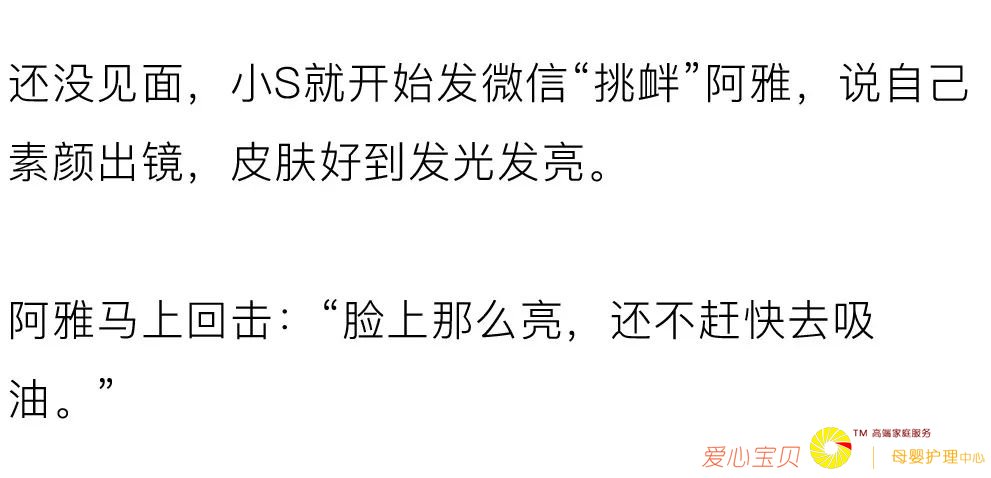 还没见面，小S就开始发微信“挑衅”阿雅，说自己
素颜出镜，皮肤好到发光发亮。
阿雅马上回击：“脸上那么亮，还不赶快去吸
油。”
爱心宝贝 TM 高端家庭服务
母婴护理中心